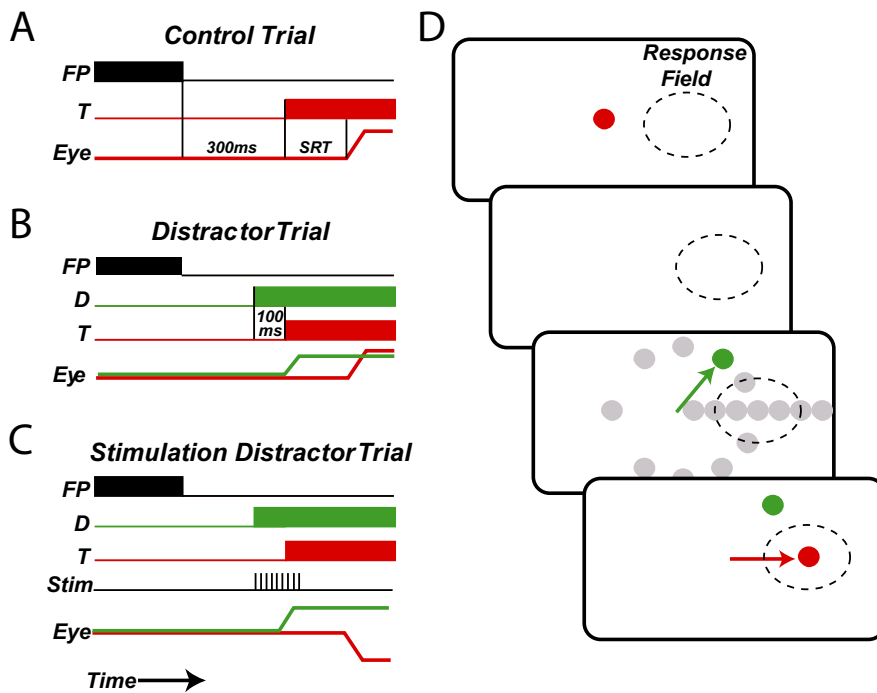 A
Control Trial
FP
T
Eye
300ms
SRT
B
Distractor Trial
FP
D
T
100
ms
Eye
C
Stimulation Distractor Trial
FP
D
T
Stim
Eye
Time
D
Response
Field